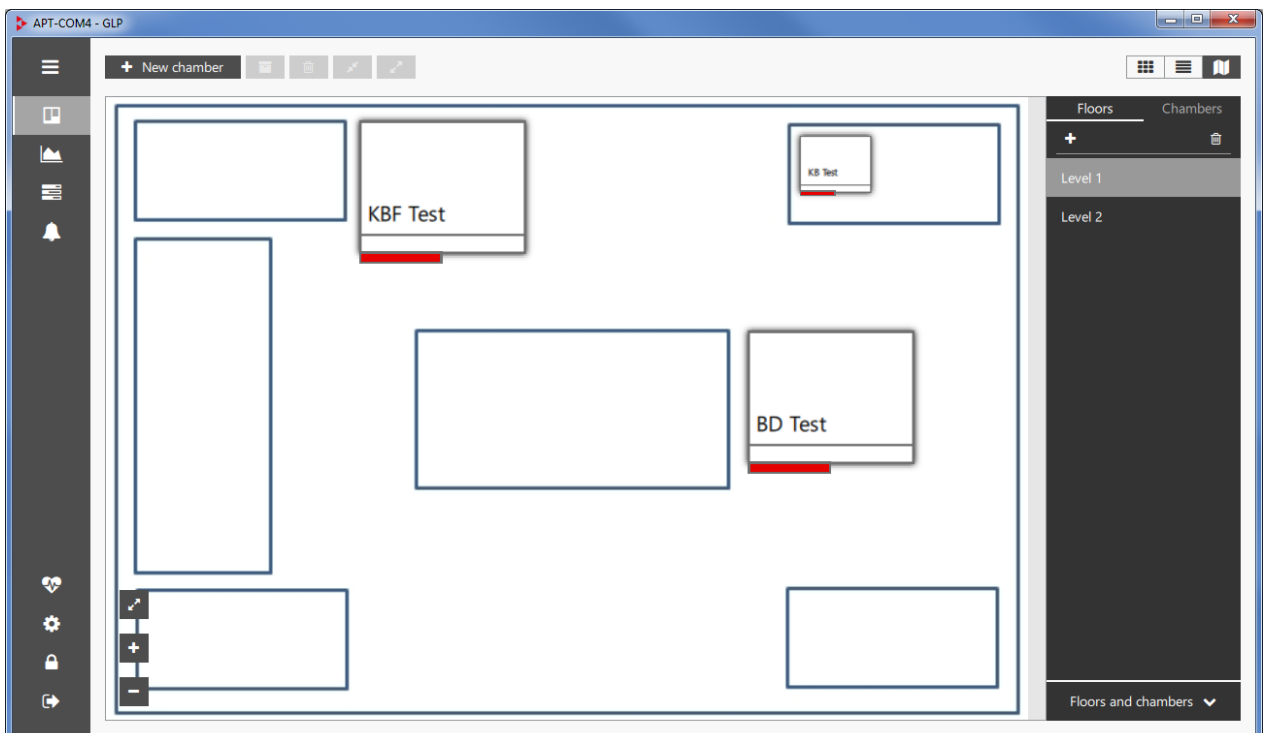 APT-COM4 - GLP
New chamber
Floors Chambers
Level 1
Level 2
KBF Test
KB Test
BD Test
Floors and chambers